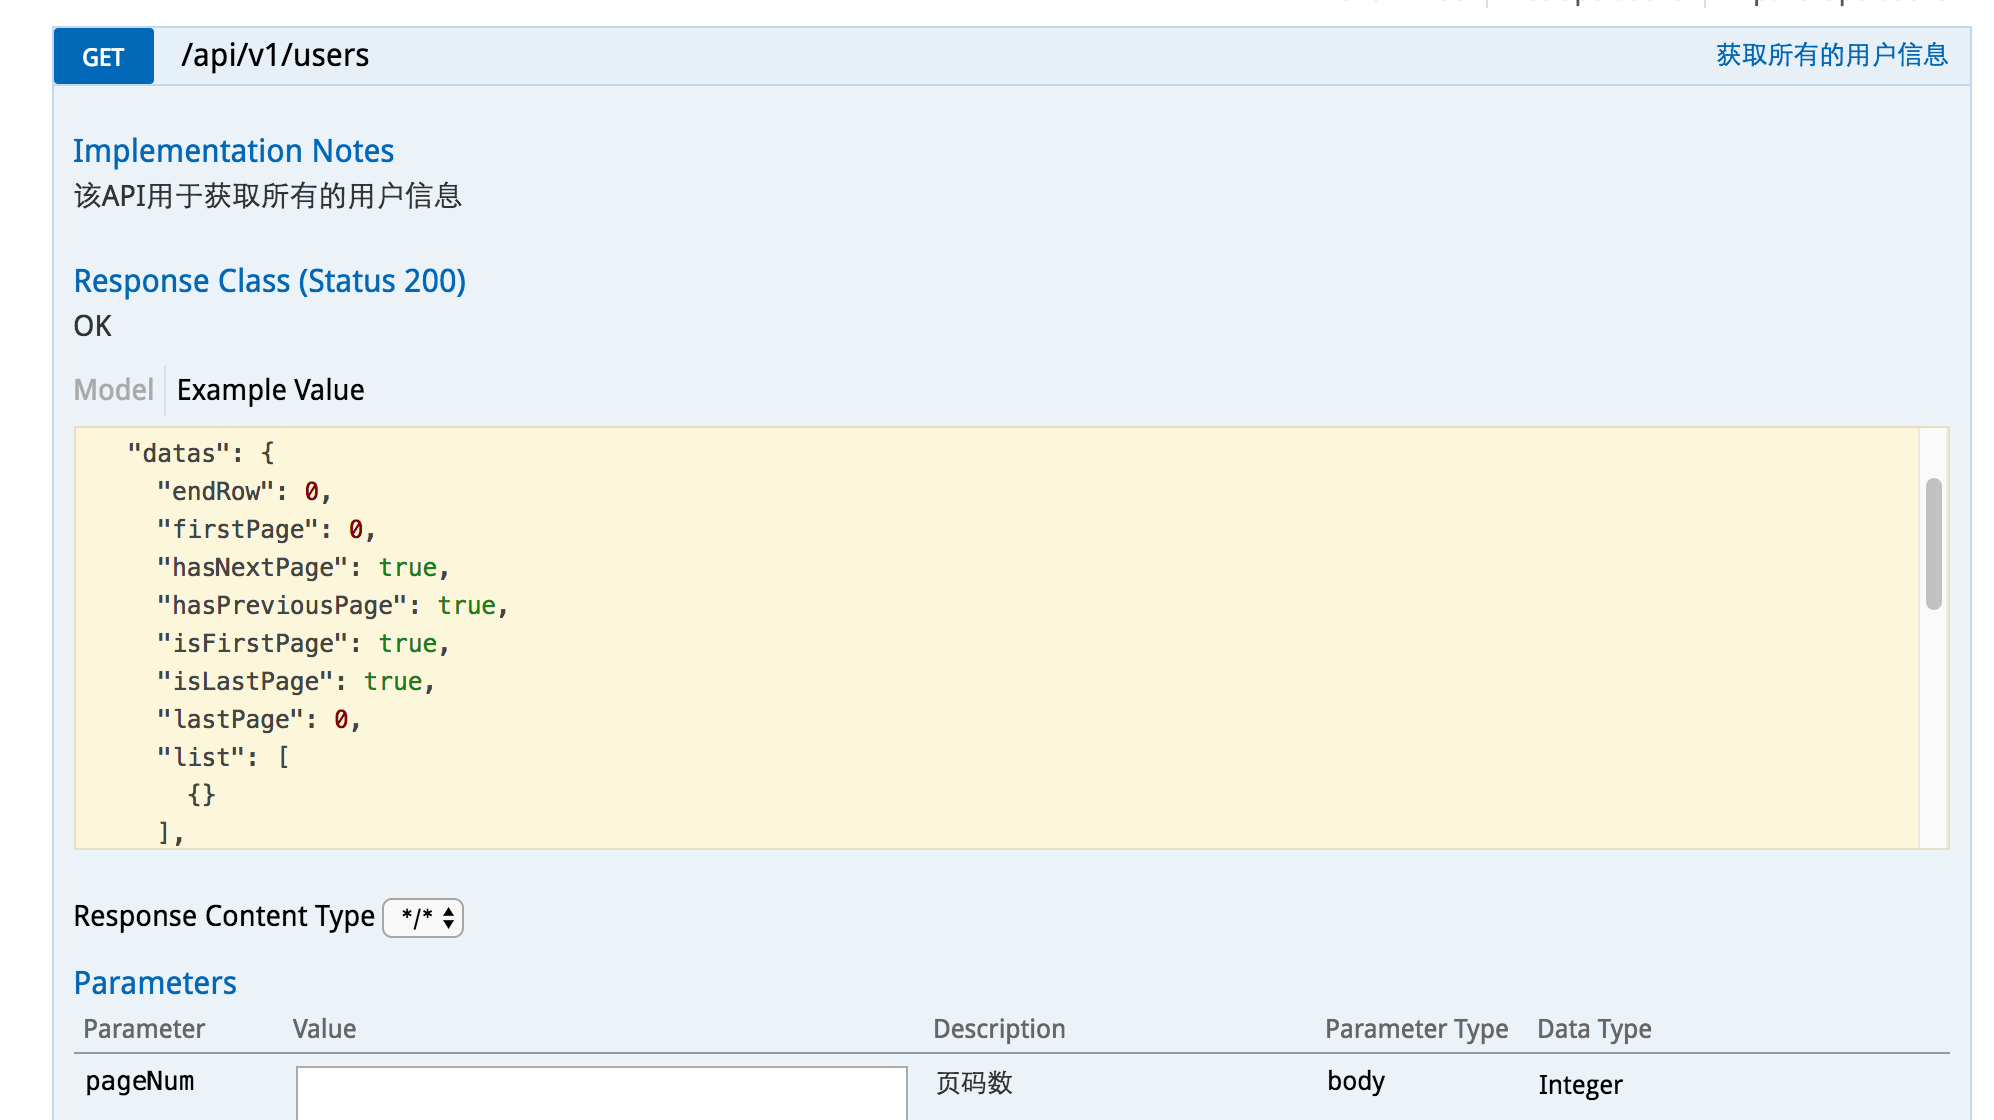 GET /api/v1/users 获取所有的用户信息
Implementation Notes
该API用于获取所有的用户信息
Response Class (Status 200)
OK
Model Example Value
"datas": {
"endRow": 0,
"firstPage": 0,
"hasNextPage": true,
"hasPreviousPage": true,
"isFirstPage": true,
"isLastPage": true,
"lastPage": 0,
"list": [
{}
],
Response Content Type */*
Parameters
Parameter Value Description Parameter Type Data Type
pageNum 页码数 body Integer